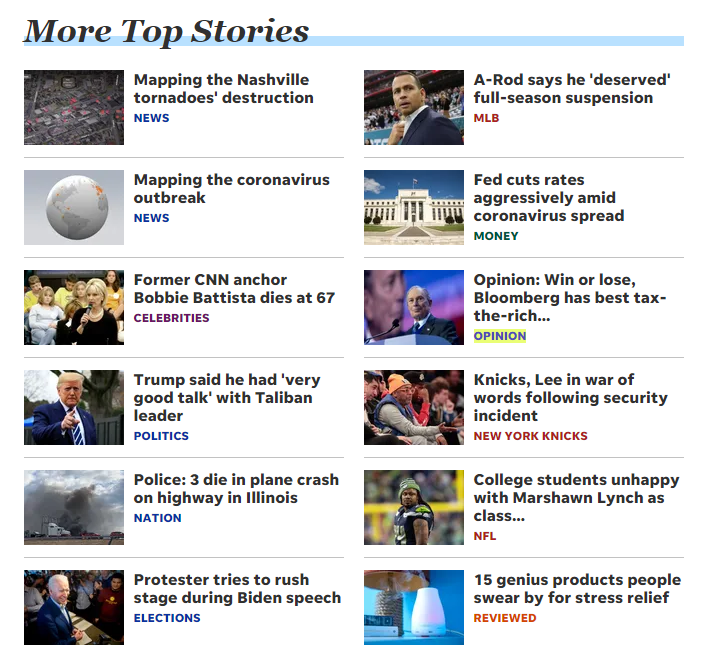 More Top Stories
Mapping the Nashville
tornadoes' destruction
NEWS
A-Rod says he 'deserved'
full-season suspension
MLB
Mapping the coronavirus
outbreak
NEWS
Fed cuts rates
aggressively amid
coronavirus spread
MONEY
Former CNN anchor
Bobbie Battista dies at 67
CELEBRITIES
Opinion: Win or lose,
Bloomberg has best tax-
the-rich...
OPINION
Trump said he had 'very
good talk' with Taliban
leader
POLITICS
Knicks, Lee in war of
words following security
incident
NEW YORK KNICKS
Police: 3 die in plane crash
on highway in Illinois
NATION
College students unhappy
with Marshawn Lynch as
class...
NFL
Protester tries to rush
stage during Biden speech
ELECTIONS
15 genius products people
swear by for stress relief
REVIEWED